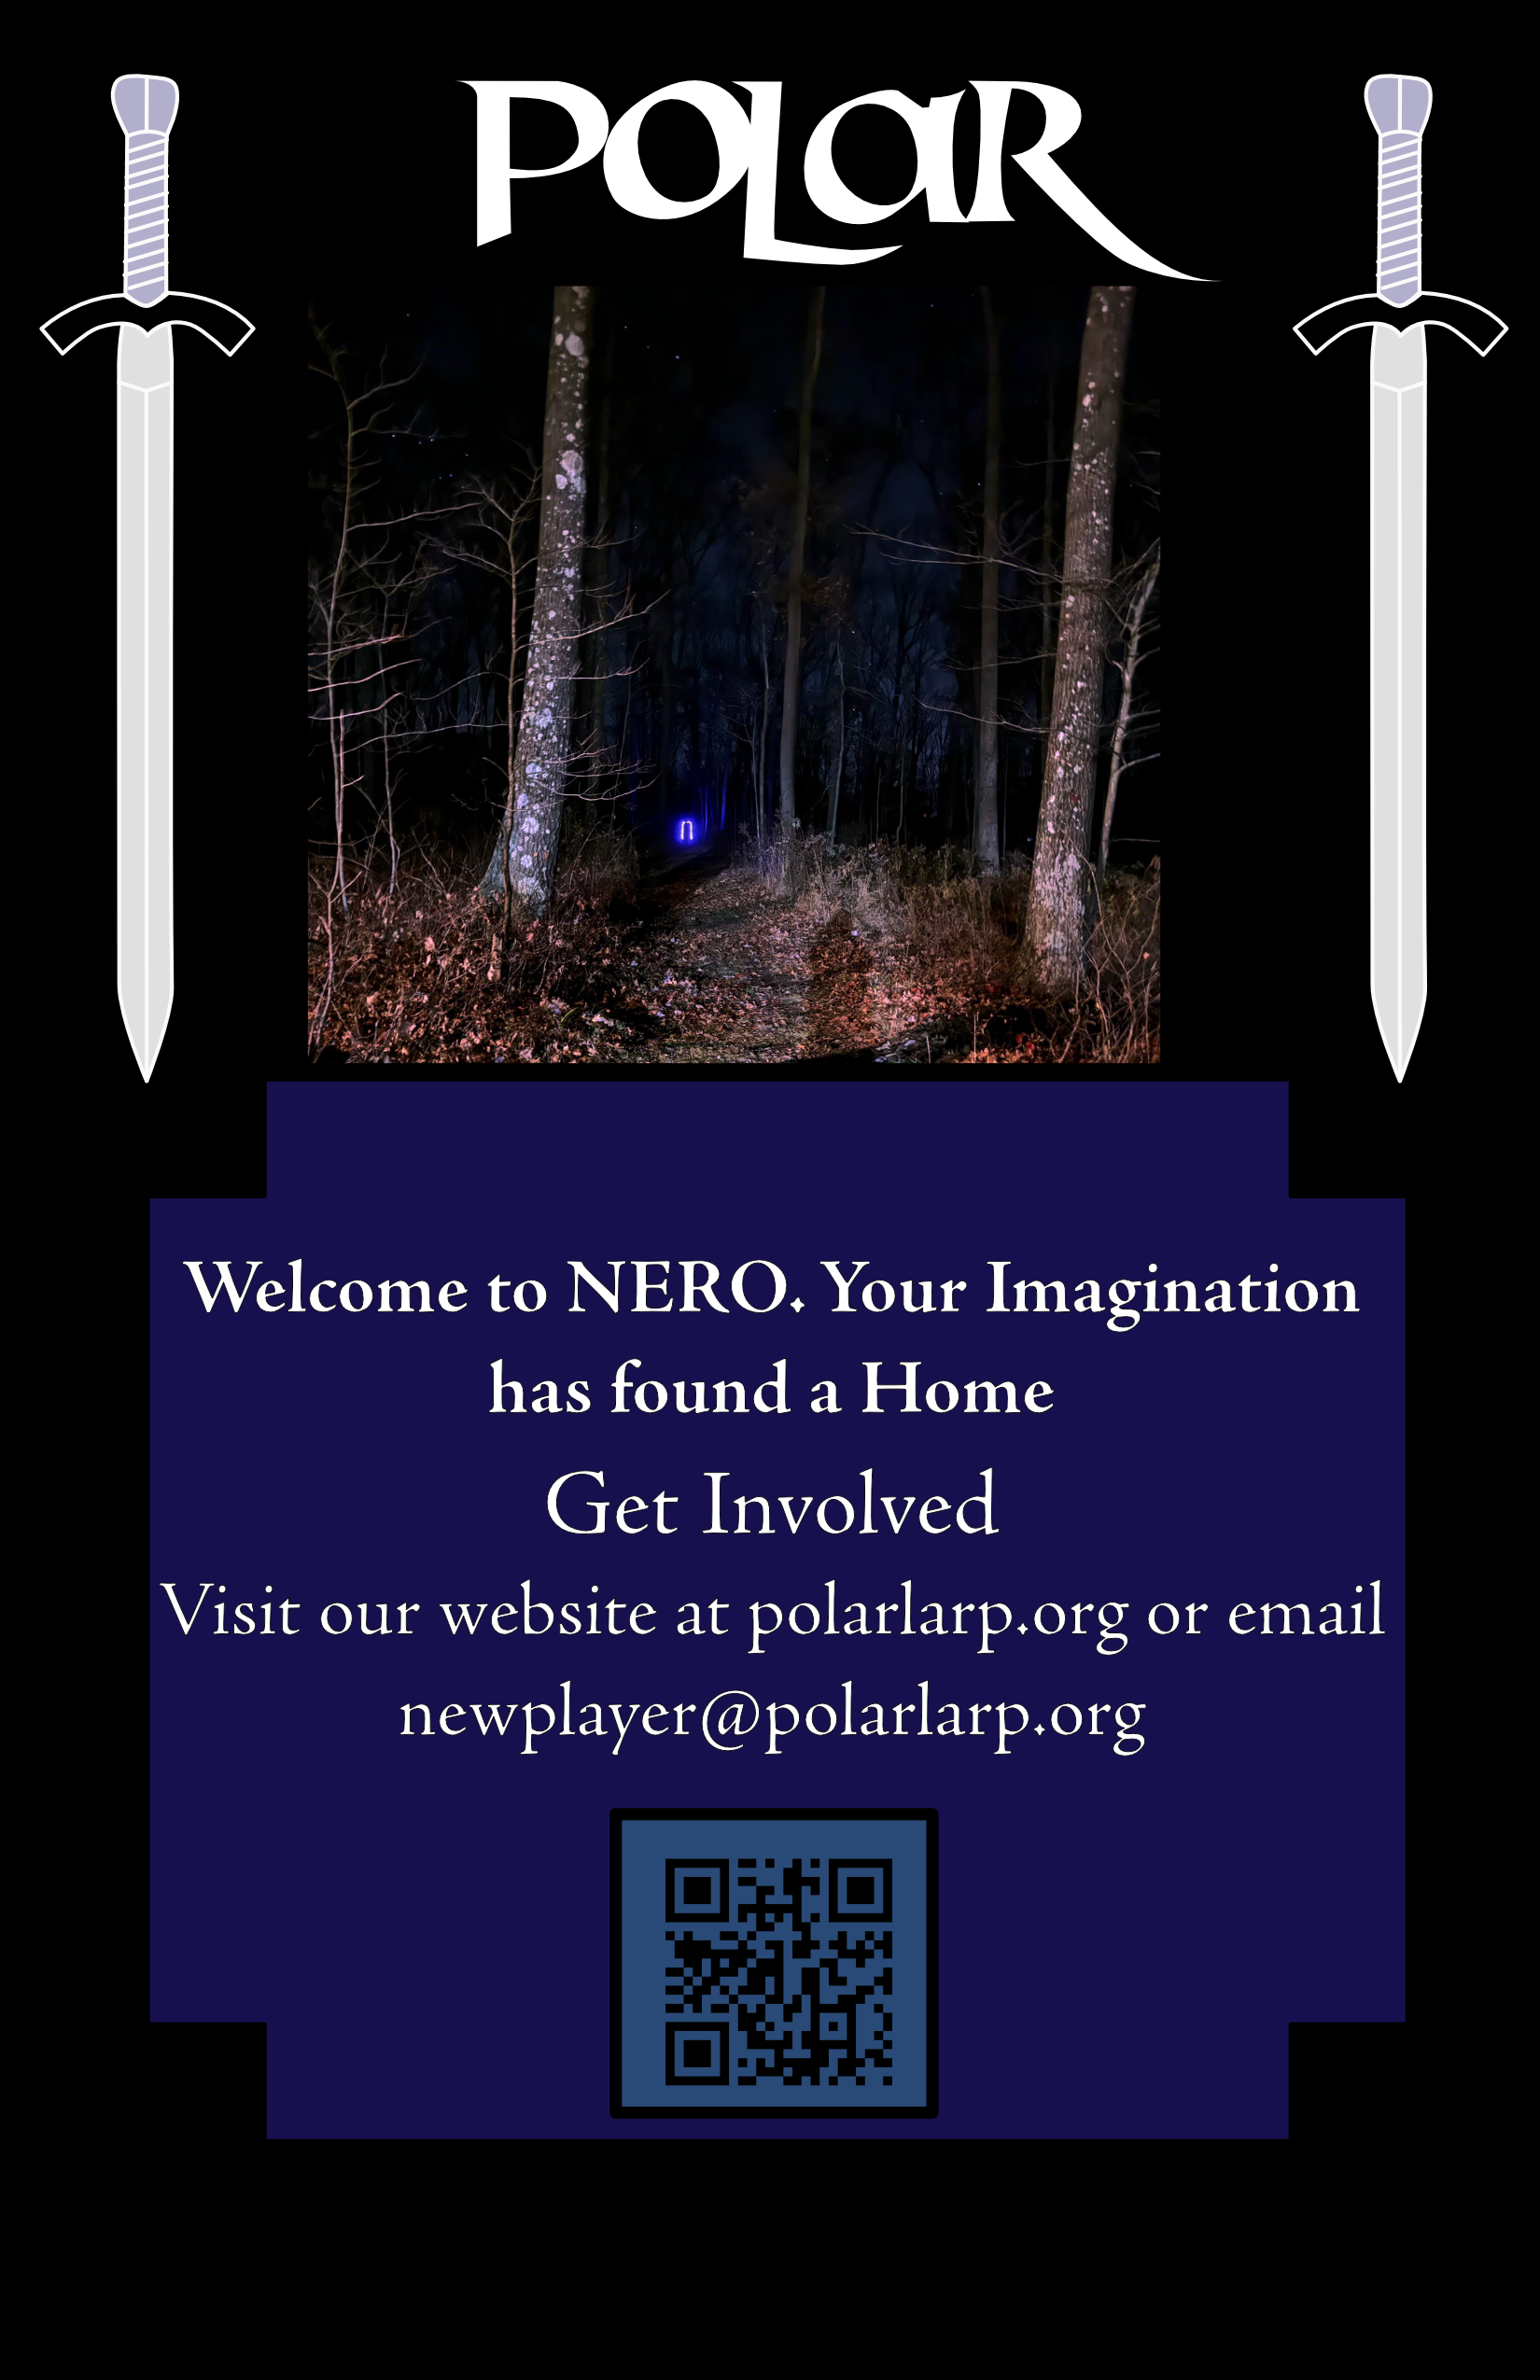 POLaR
Welcome to NERO. Your Imagination
has found a Home
Get Involved
Visit our website at polarlarp.org or email
newplayer@polarlarp.org